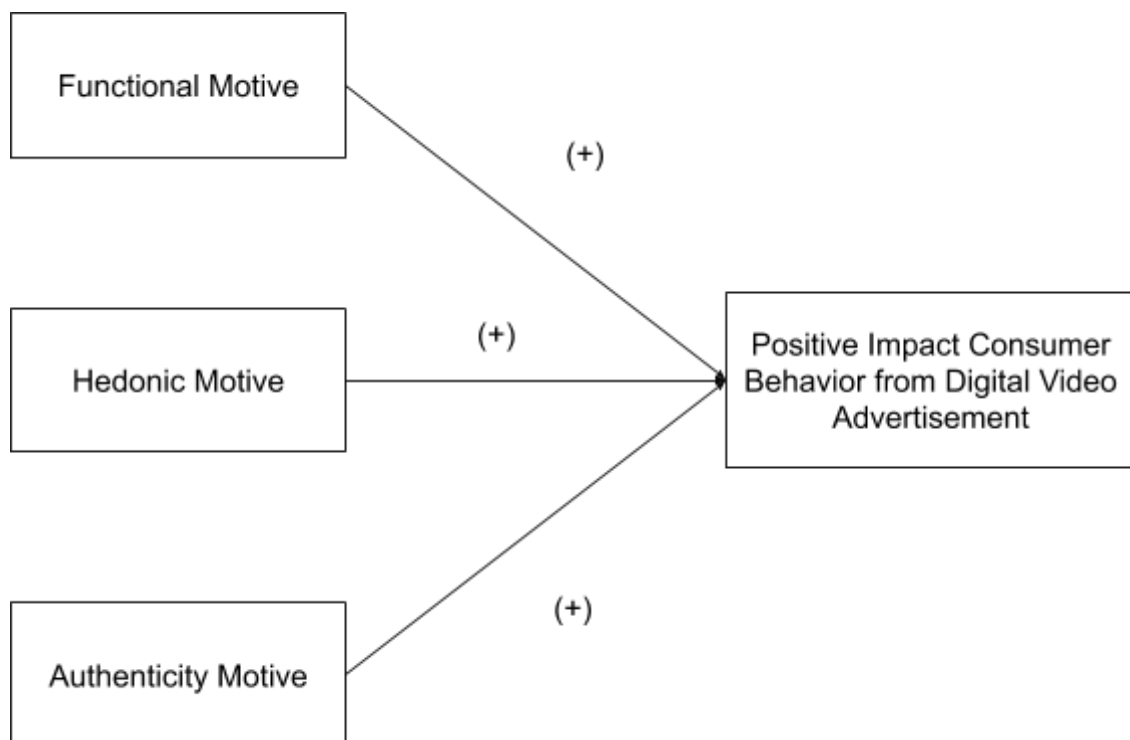 Functional Motive
(+)
Hedonic Motive
(+)
Positive Impact Consumer
Behavior from Digital Video
Advertisement
(+)
Authenticity Motive